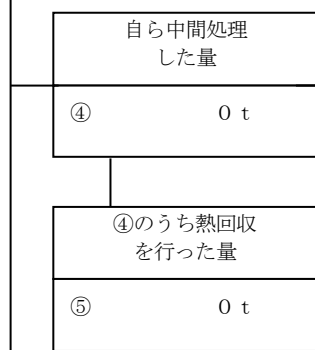 自ら中間処理
した量
④ 0 t
④のうち熱回収
を行った量
⑤ 0 t